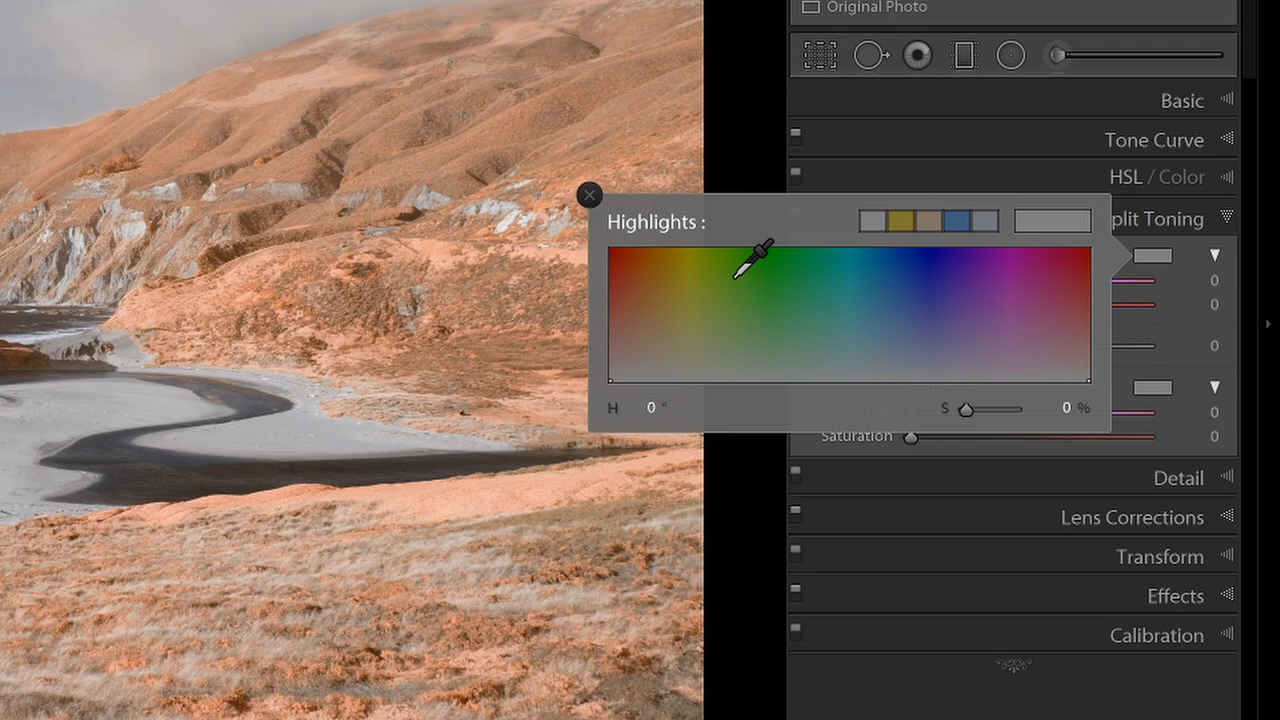 Original Photo
Basic
Tone Curve
HSL / Color
Highlights :
plit Toning
0
0
0
H 0 ° S 0 %
0
Saturation 0
Detail
Lens Corrections
Transform
Effects
Calibration